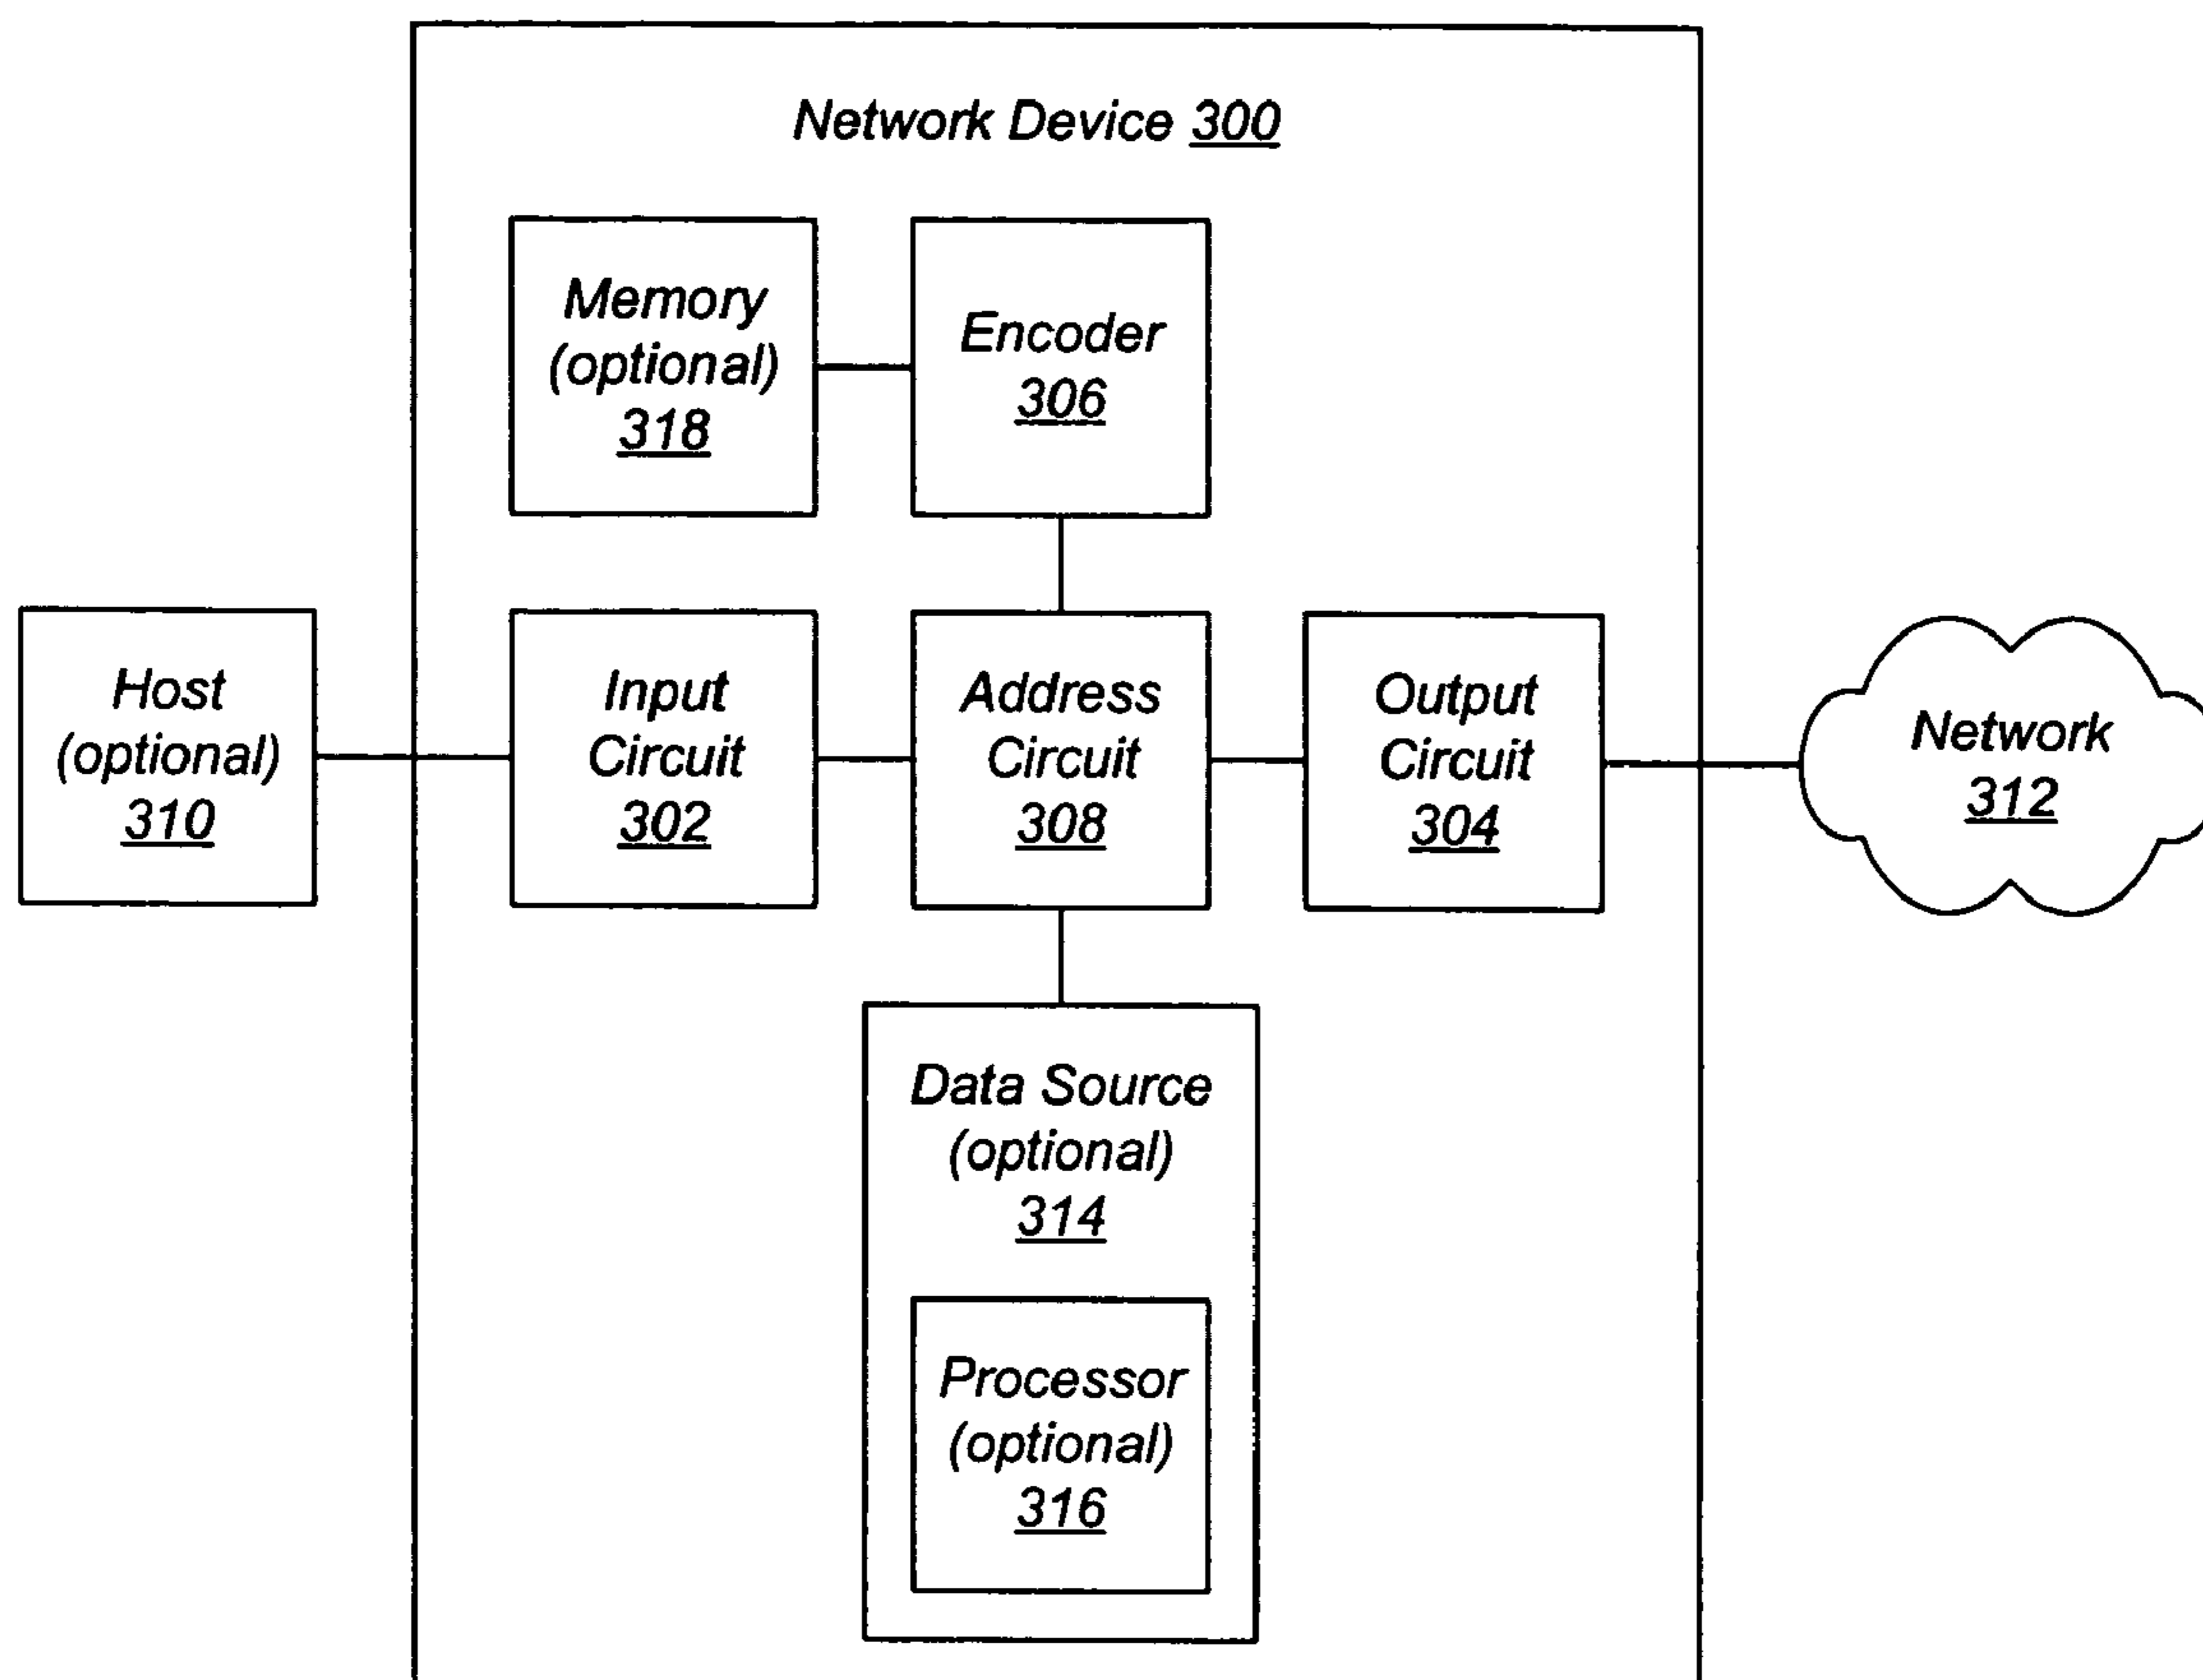 Network Device 300
Memory
(optional)
318
Encoder
306
Host
(optional)
310
Input
Circuit
302
Address
Circuit
308
Output
Circuit
304
Network
312
Data Source
(optional)
314
Processor
(optional)
316